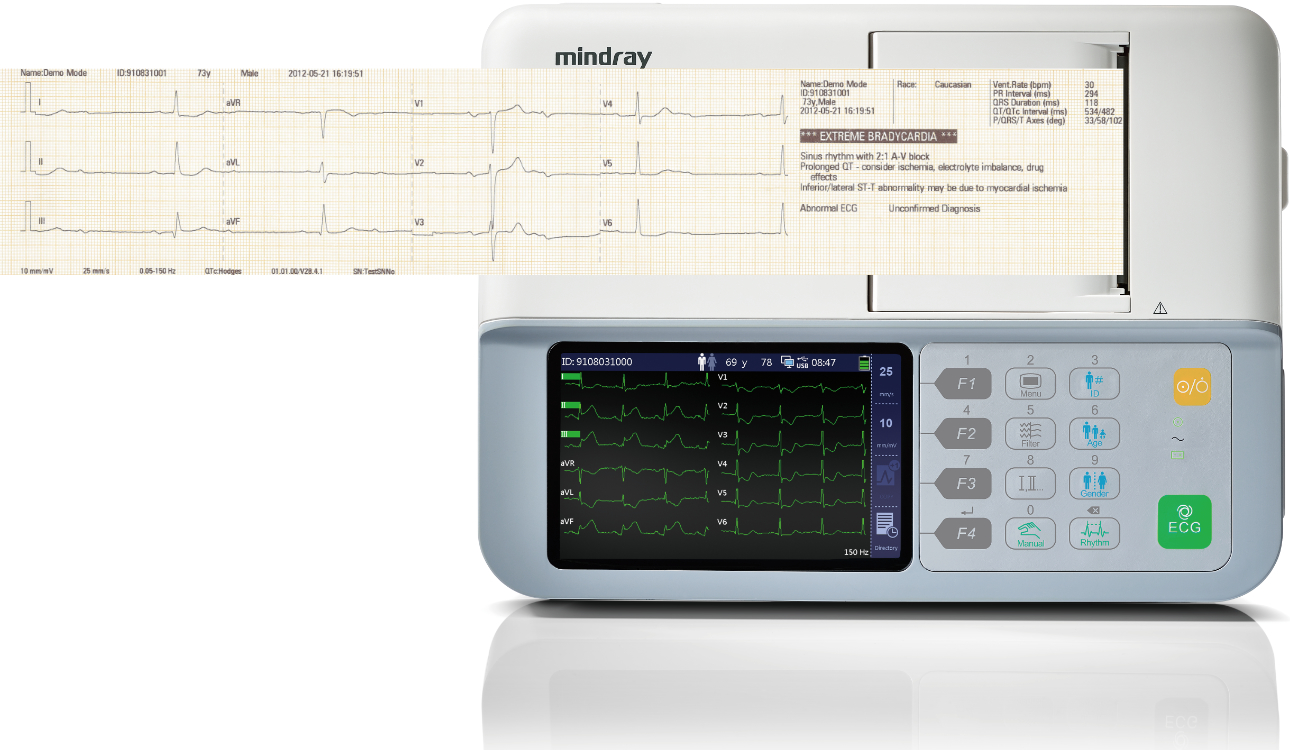 mindray
Name:Demo Mode ID:910831001 73y Male 2012-05-21 16:19:51
I aVR V1 V4
II aVL V2 V5
III aVF V3 V6
10 mm/mV 25 mm/s 0.05-150 Hz QTc:Hodges 01.01.00/V28.4.1 SN:TestSNNo
Name:Demo Mode Race: Caucasian Vent.Rate (bpm) 30
ID:910831001 PR Interval (ms) 294
73y,Male QRS Duration (ms) 118
2012-05-21 16:19:51 QT/QTc Interval (ms) 534/482
P/QRS/T Axes (deg) 33/58/102
*** EXTREME BRADYCARDIA ***
Sinus rhythm with 2:1 A-V block
Prolonged QT - consider ischemia, electrolyte imbalance, drug
effects
Inferior/lateral ST-T abnormality may be due to myocardial ischemia
Abnormal ECG Unconfirmed Diagnosis
ID: 9108031000 69 y 78 USB 08:47
25
mm/s
10
mm/mV
Directory
I V1
II V2
III V3
aVR V4
aVL V5
aVF V6
150 Hz
1 2 3
F1 Menu #ID
4 5 6
F2 Filter Age
7 8 9
F3 I,II... Gender
0
F4 Manual Rhythm
ECG